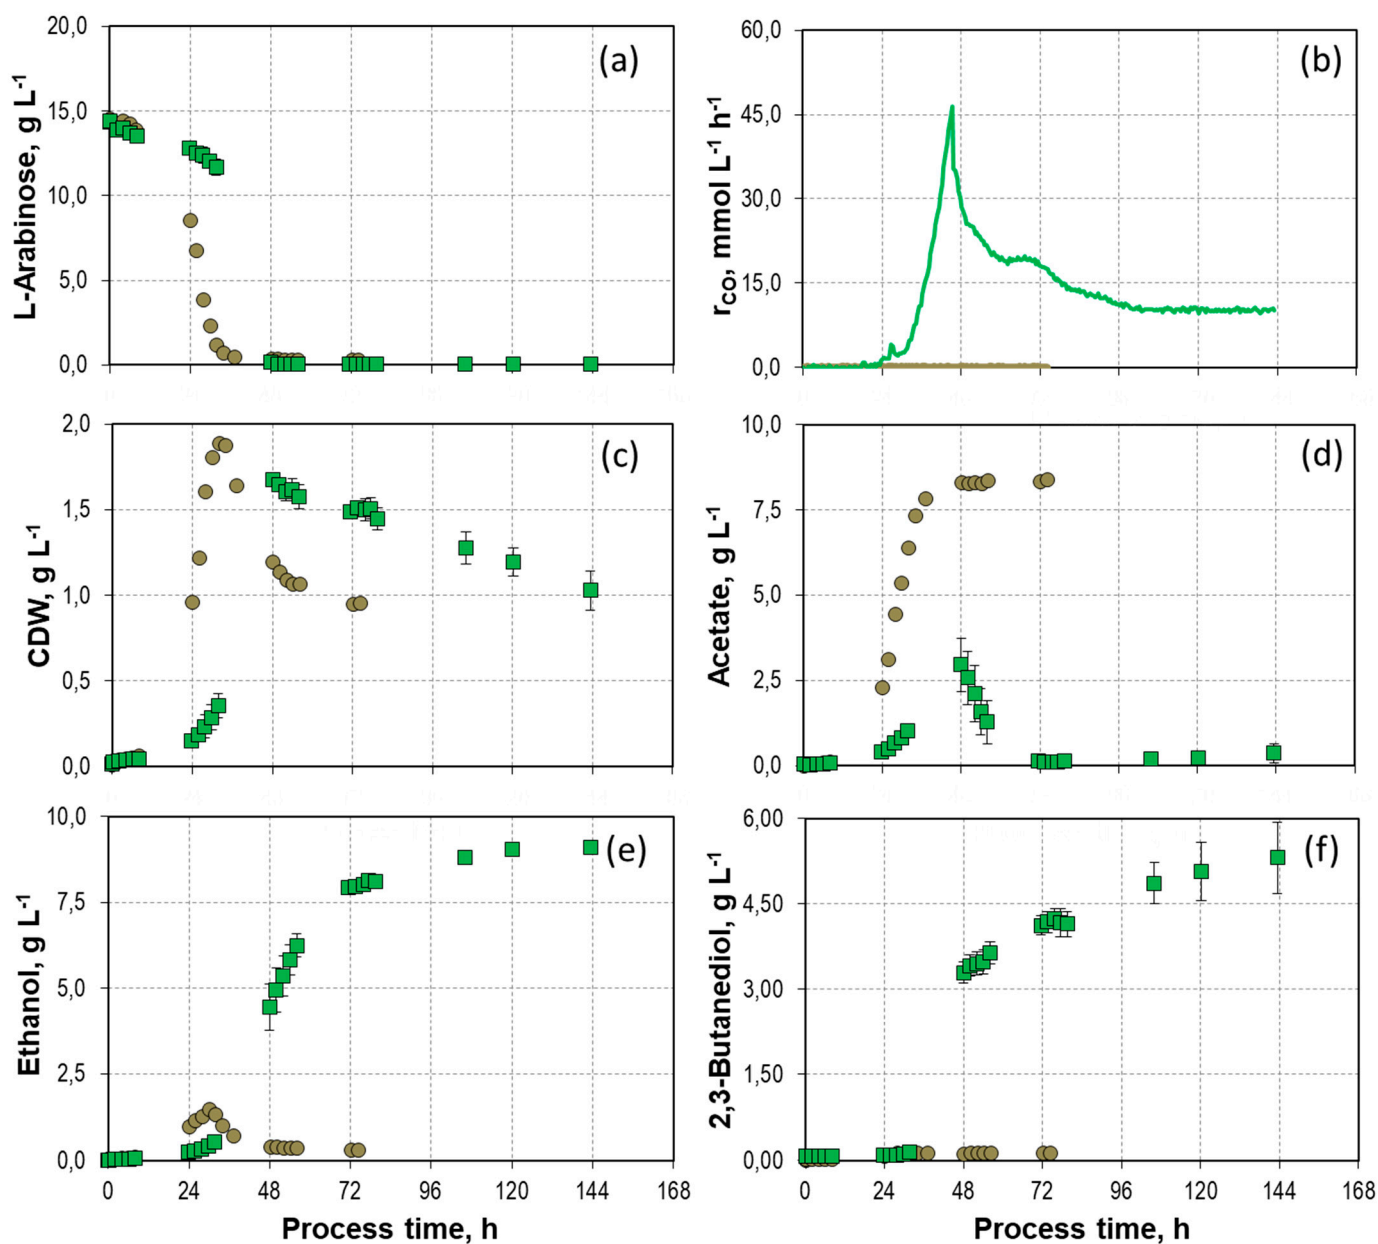 20,0
15,0
10,0
5,0
0,0
L-Arabinose, g L⁻¹
(a)
60,0
45,0
30,0
15,0
0,0
rCO, mmol L⁻¹ h⁻¹
(b)
2,0
1,5
1,0
0,5
0,0
CDW, g L⁻¹
(c)
10,0
7,5
5,0
2,5
0,0
Acetate, g L⁻¹
(d)
10,0
7,5
5,0
2,5
0,0
Ethanol, g L⁻¹
(e)
0 24 48 72 96 120 144 168
Process time, h
6,00
4,50
3,00
1,50
0,00
2,3-Butanediol, g L⁻¹
(f)
0 24 48 72 96 120 144 168
Process time, h